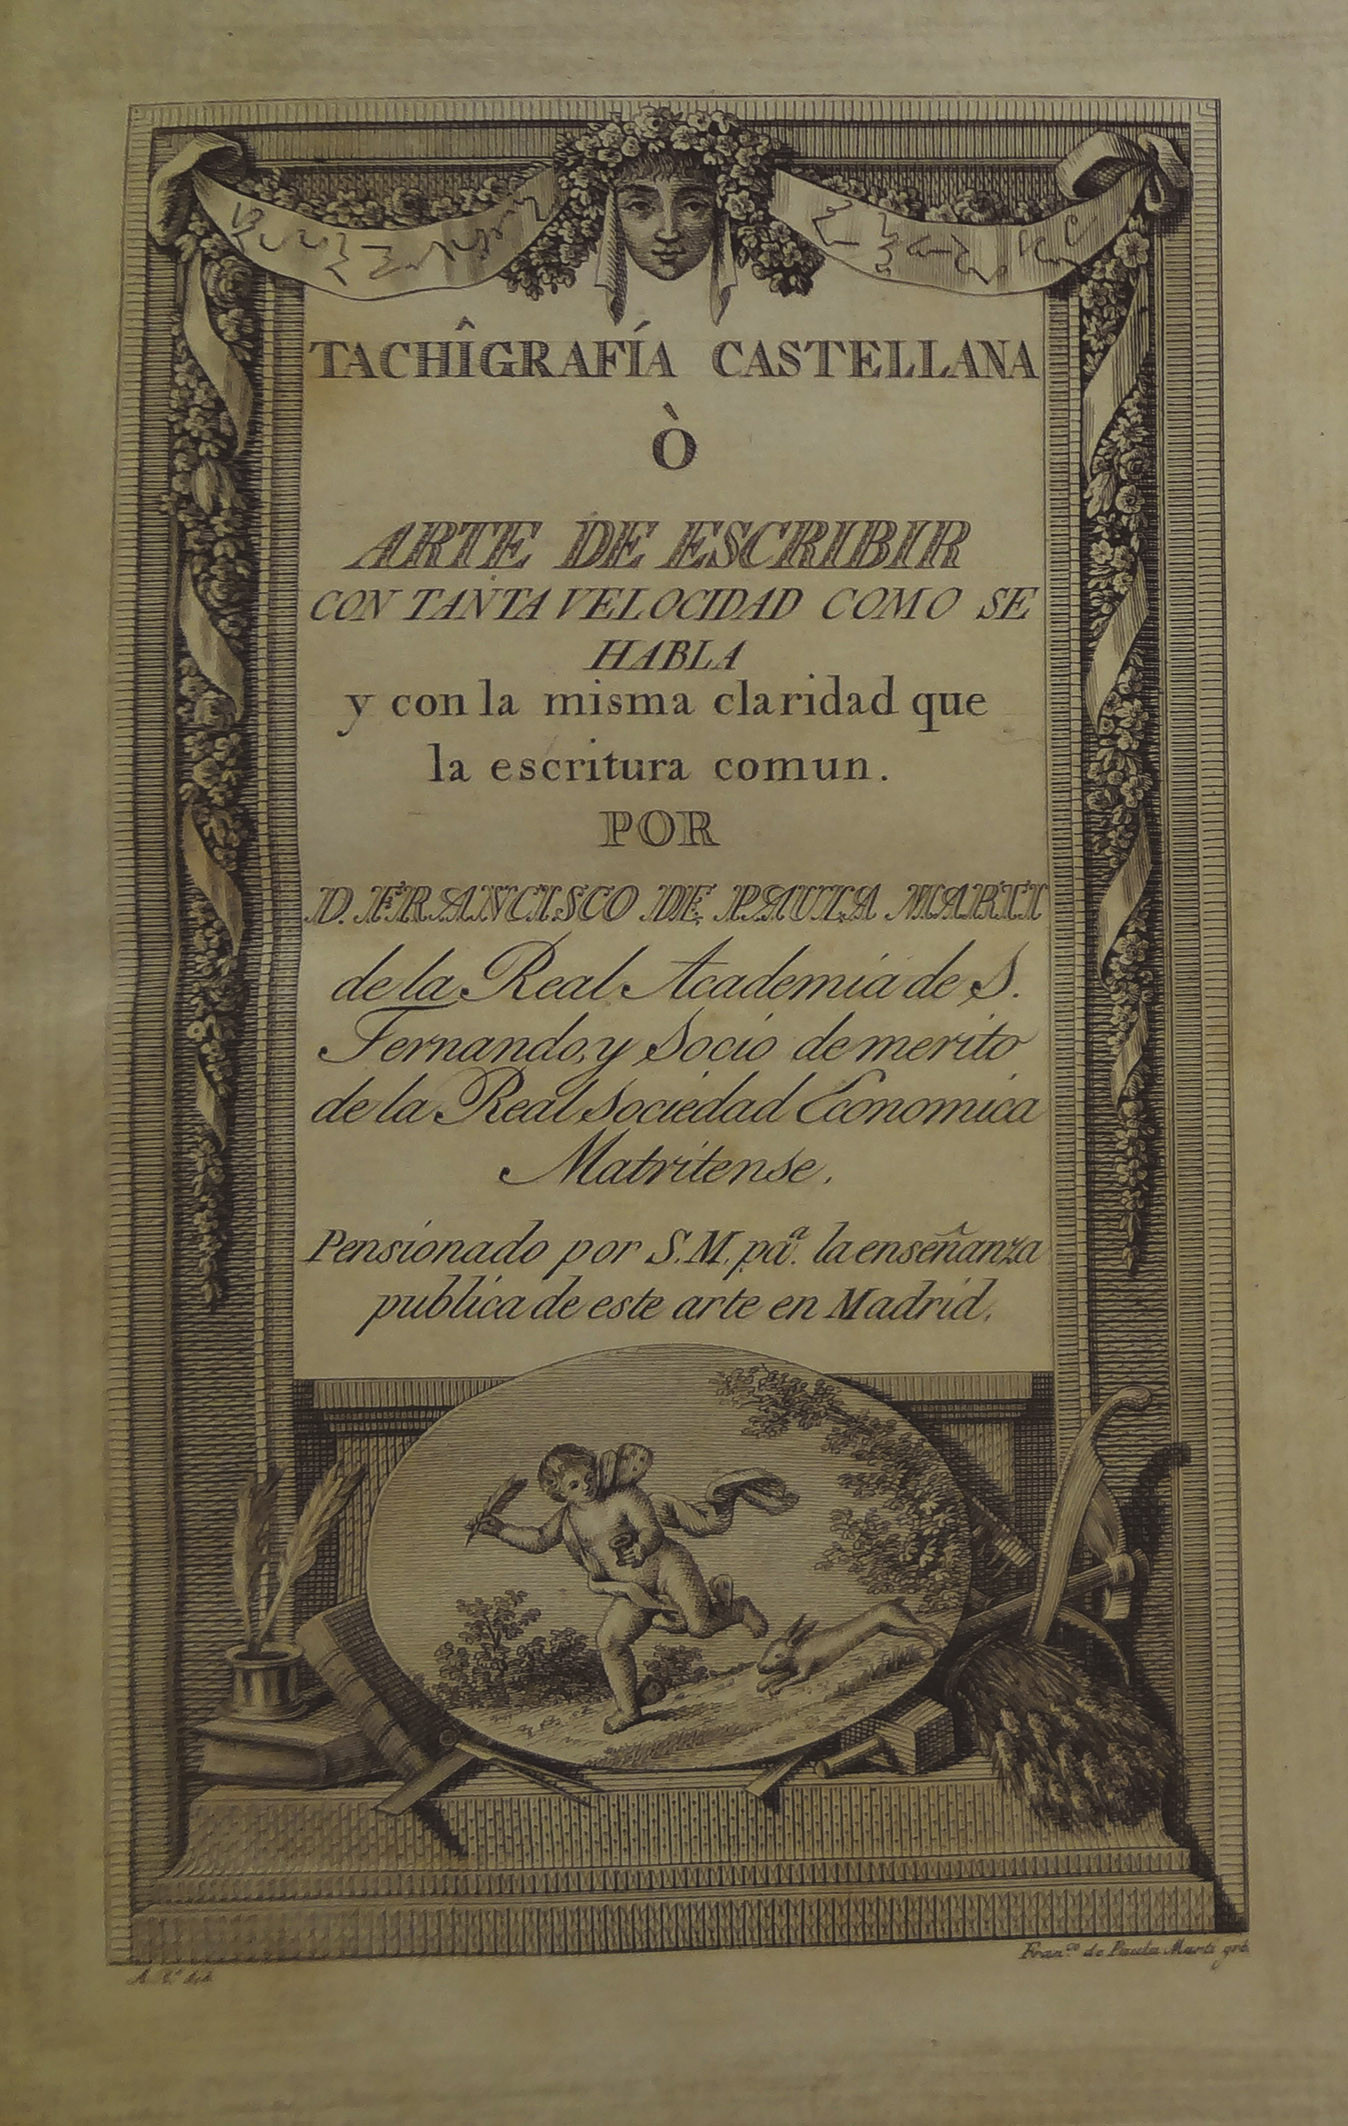 TACHÎGRAFÍA CASTELLANA
Ò
ARTE DE ESCRIBIR
CON TANTA VELOCIDAD COMO SE
HABLA
y con la misma claridad que
la escritura comun.
POR
D. FRANCISCO DE PAULA MARTI
de la Real Academia de S.
Fernando, y Socio de merito
de la Real Sociedad Economica
Matritense.
Pensionado por S. M. pª. la enseñanza
publica de este arte en Madrid.
Fran.co de Paula Marti